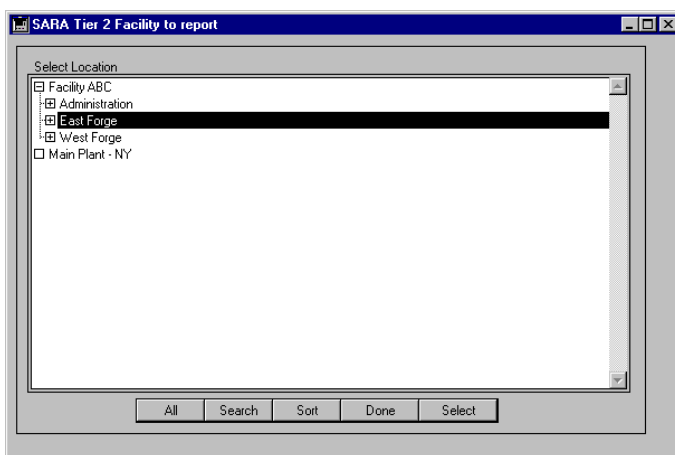 SARA Tier 2 Facility to report
Select Location
Facility ABC
Administration
East Forge
West Forge
Main Plant - NY
All Search Sort Done Select